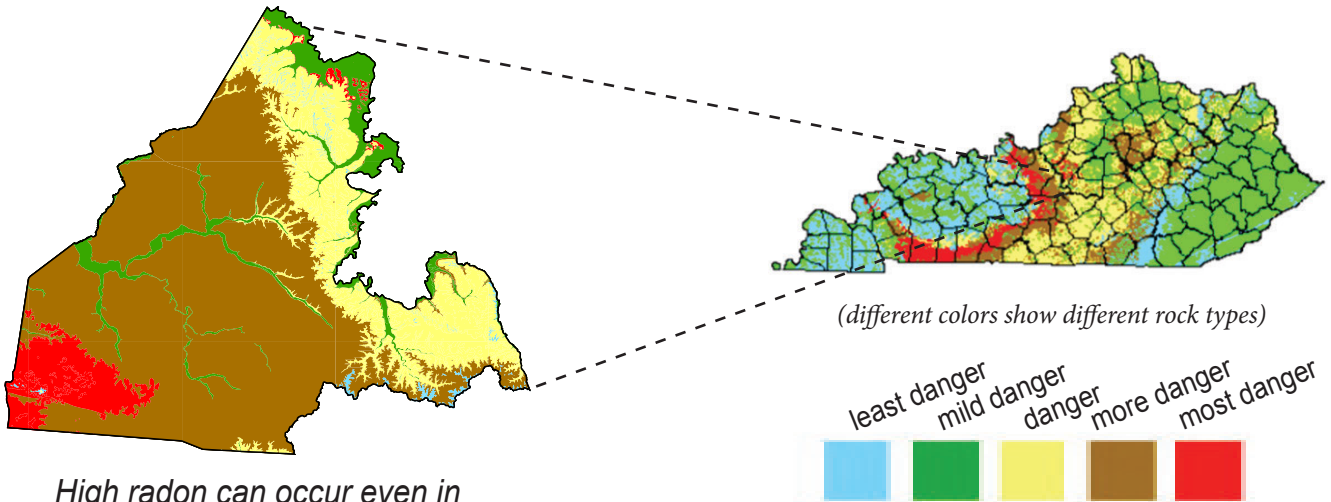 (different colors show different rock types)
least danger
mild danger
danger
more danger
most danger
High radon can occur even in